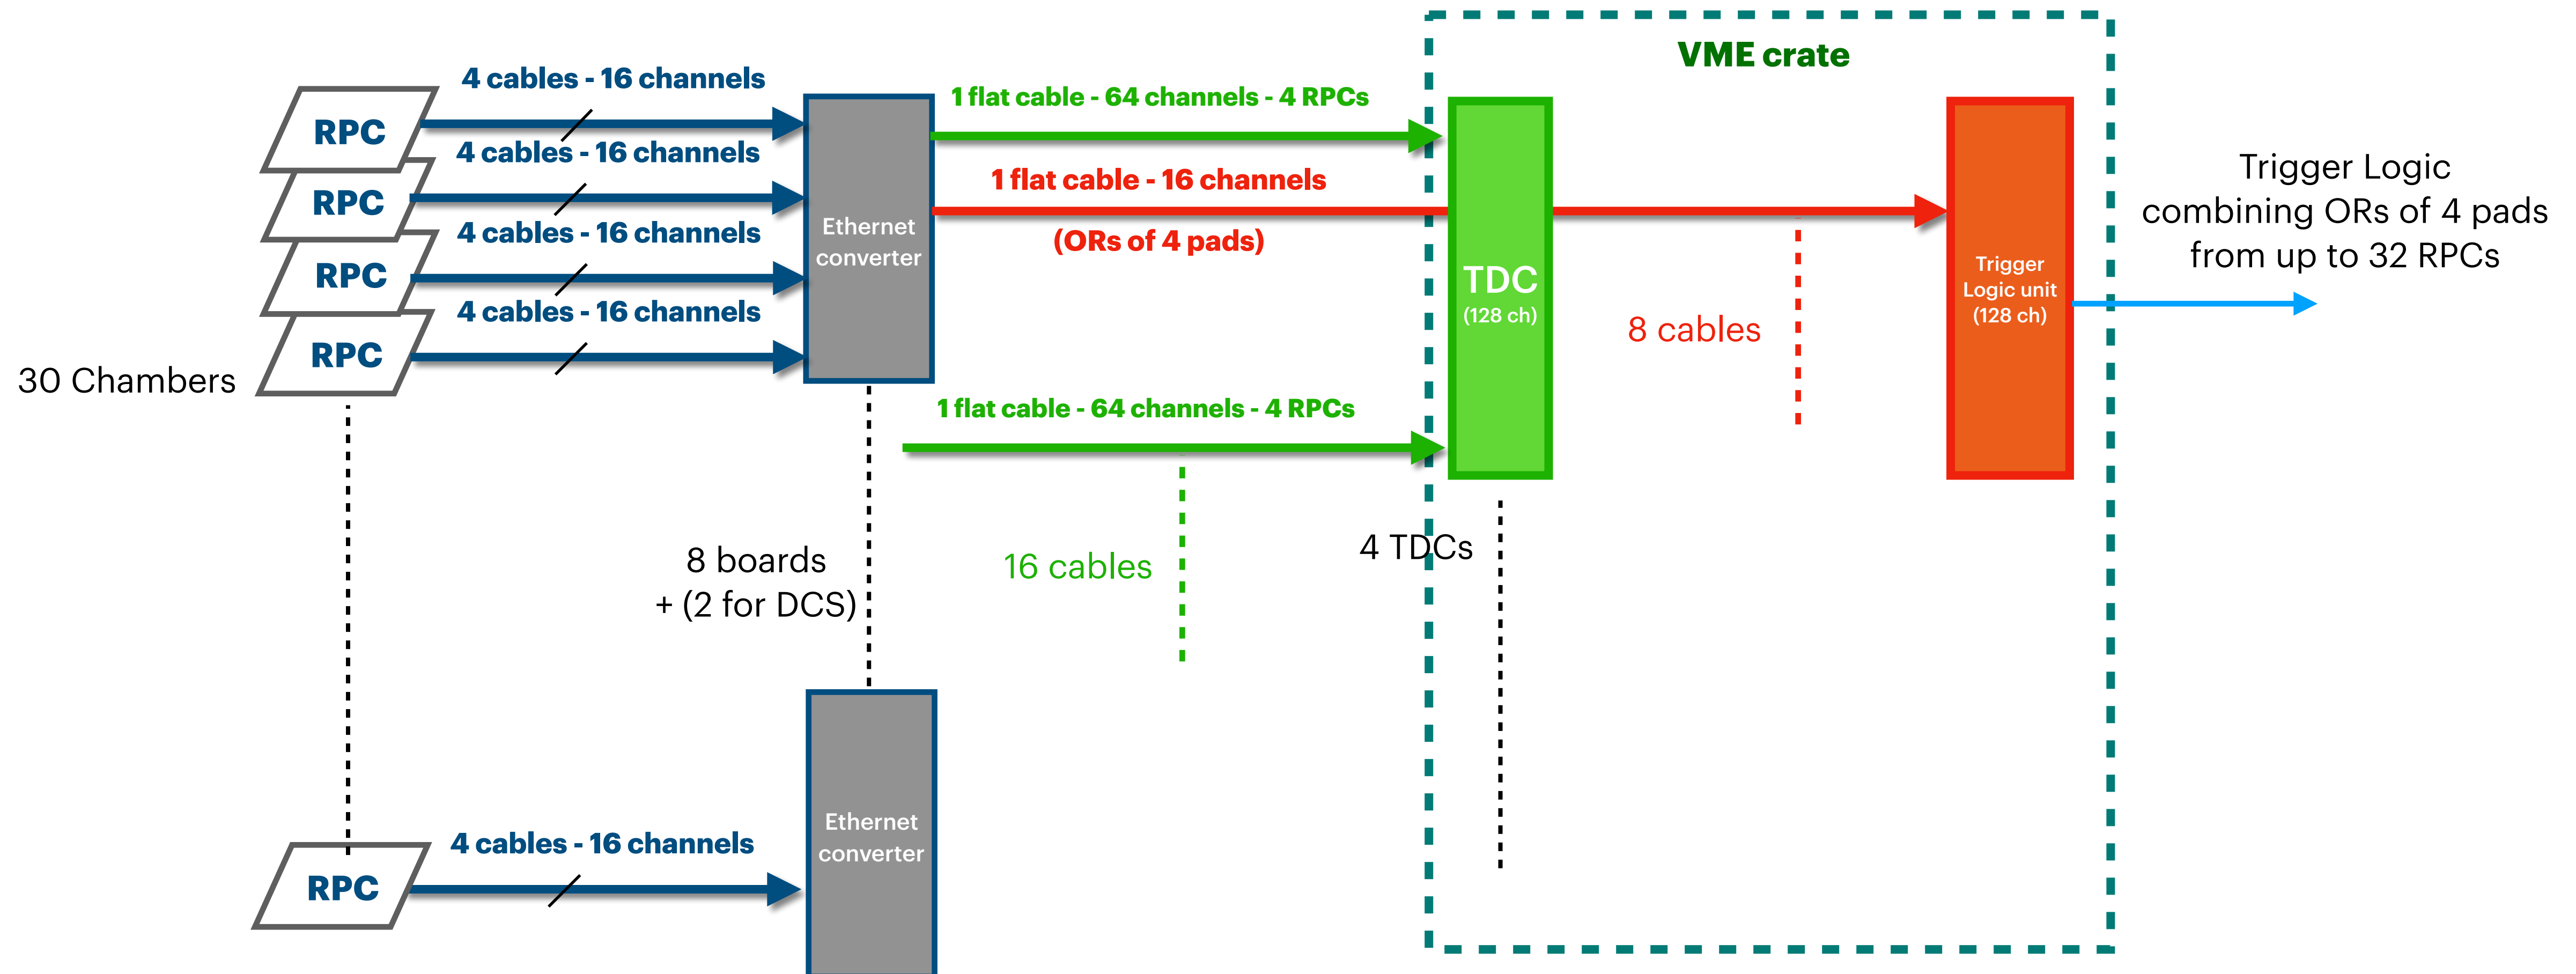 VME crate
4 cables - 16 channels
RPC
1 flat cable - 64 channels - 4 RPCs
4 cables - 16 channels
RPC
1 flat cable - 16 channels
(ORs of 4 pads)
4 cables - 16 channels
RPC
4 cables - 16 channels
RPC
Ethernet
converter
TDC
(128 ch)
8 cables
Trigger
Logic unit
(128 ch)
Trigger Logic
combining ORs of 4 pads
from up to 32 RPCs
30 Chambers
1 flat cable - 64 channels - 4 RPCs
8 boards
+ (2 for DCS)
16 cables
4 TDCs
4 cables - 16 channels
RPC
Ethernet
converter